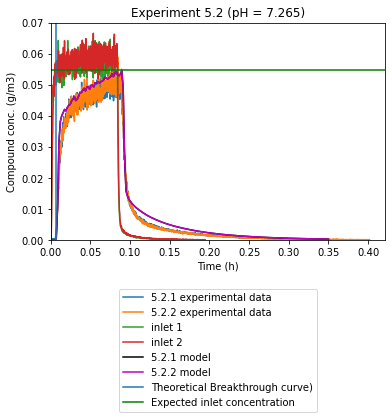 Experiment 5.2 (pH = 7.265)
Compound conc. (g/m3)
0.07
0.06
0.05
0.04
0.03
0.02
0.01
0.00
0.00 0.05 0.10 0.15 0.20 0.25 0.30 0.35 0.40
Time (h)
5.2.1 experimental data
5.2.2 experimental data
inlet 1
inlet 2
5.2.1 model
5.2.2 model
Theoretical Breakthrough curve)
Expected inlet concentration